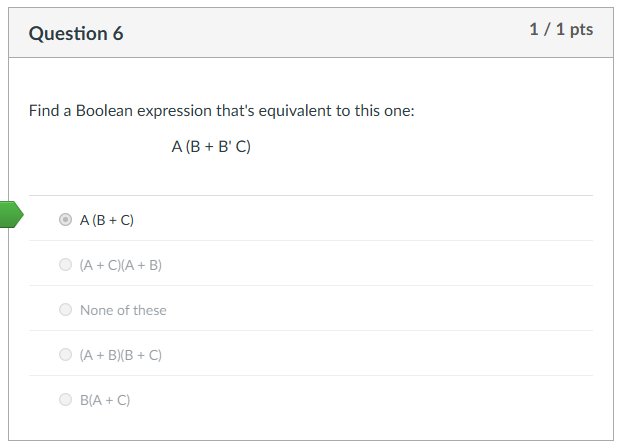 Question 6
1 / 1 pts
Find a Boolean expression that's equivalent to this one:
A (B + B' C)
A (B + C)
(A + C)(A + B)
None of these
(A + B)(B + C)
B(A + C)